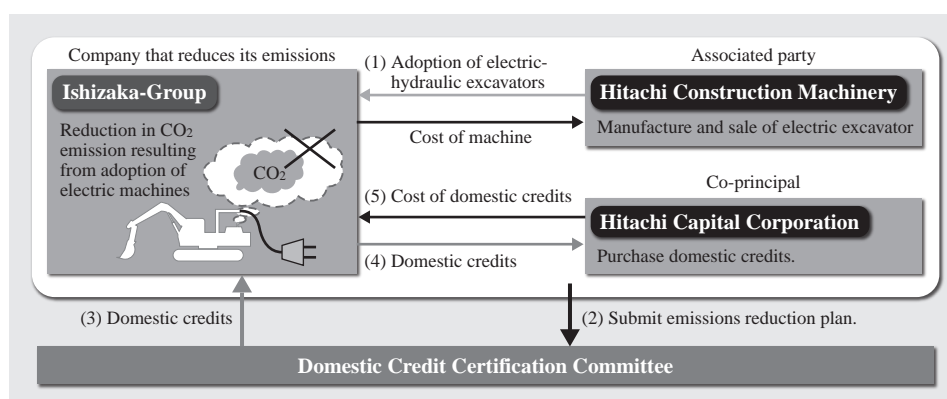 Company that reduces its emissions
Ishizaka-Group
Reduction in CO2
emission resulting
from adoption of
electric machines
CO2
(1) Adoption of electric-
hydraulic excavators
Cost of machine
Associated party
Hitachi Construction Machinery
Manufacture and sale of electric excavator
(5) Cost of domestic credits
(4) Domestic credits
Co-principal
Hitachi Capital Corporation
Purchase domestic credits.
(3) Domestic credits
(2) Submit emissions reduction plan.
Domestic Credit Certification Committee